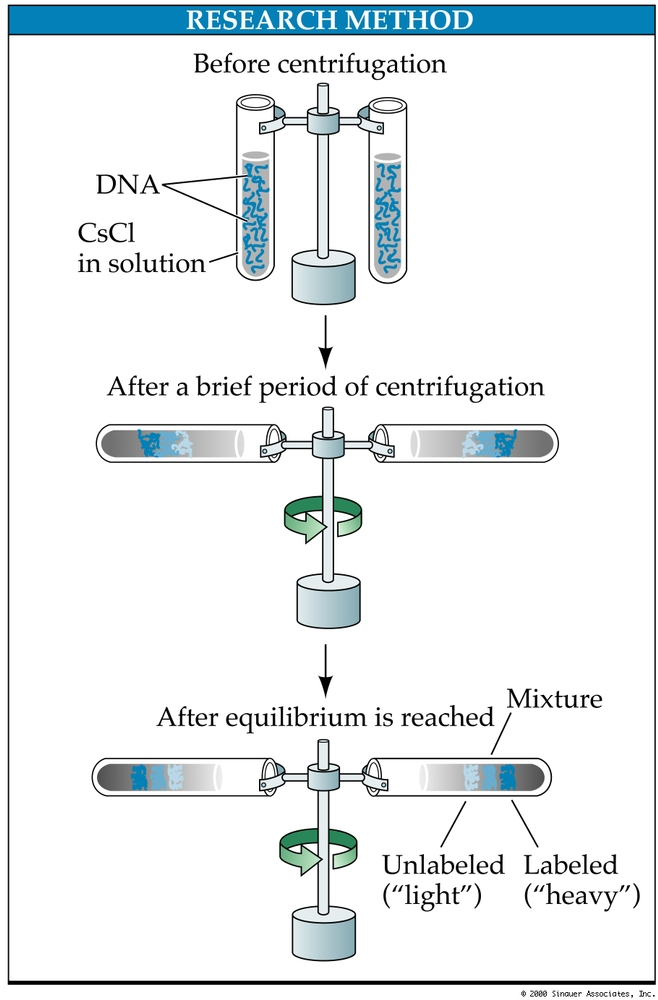 RESEARCH METHOD
Before centrifugation
DNA
CsCl
in solution
After a brief period of centrifugation
After equilibrium is reached
Mixture
Unlabeled
(“light”)
Labeled
(“heavy”)
© 2000 Sinauer Associates, Inc.